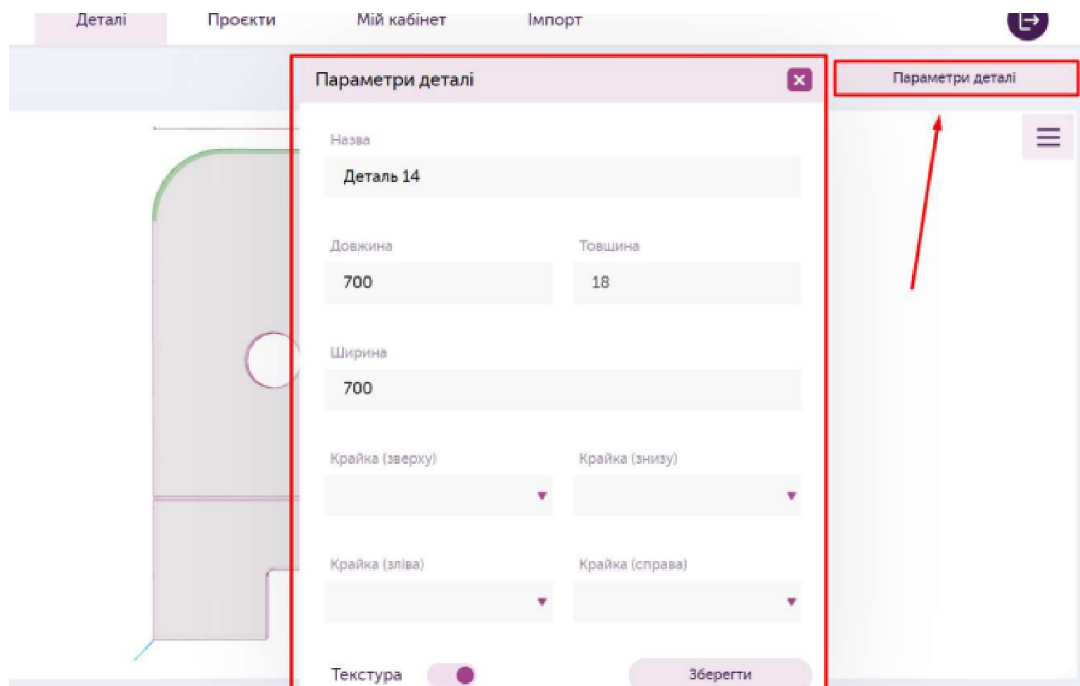 Деталі Проєкти Мій кабінет Імпорт
Параметри деталі
Параметри деталі
Назва
Деталь 14
Довжина Товщина
700 18
Ширина
700
Крайка (зверху) Крайка (знизу)
Крайка (зліва) Крайка (справа)
Текстура Зберегти